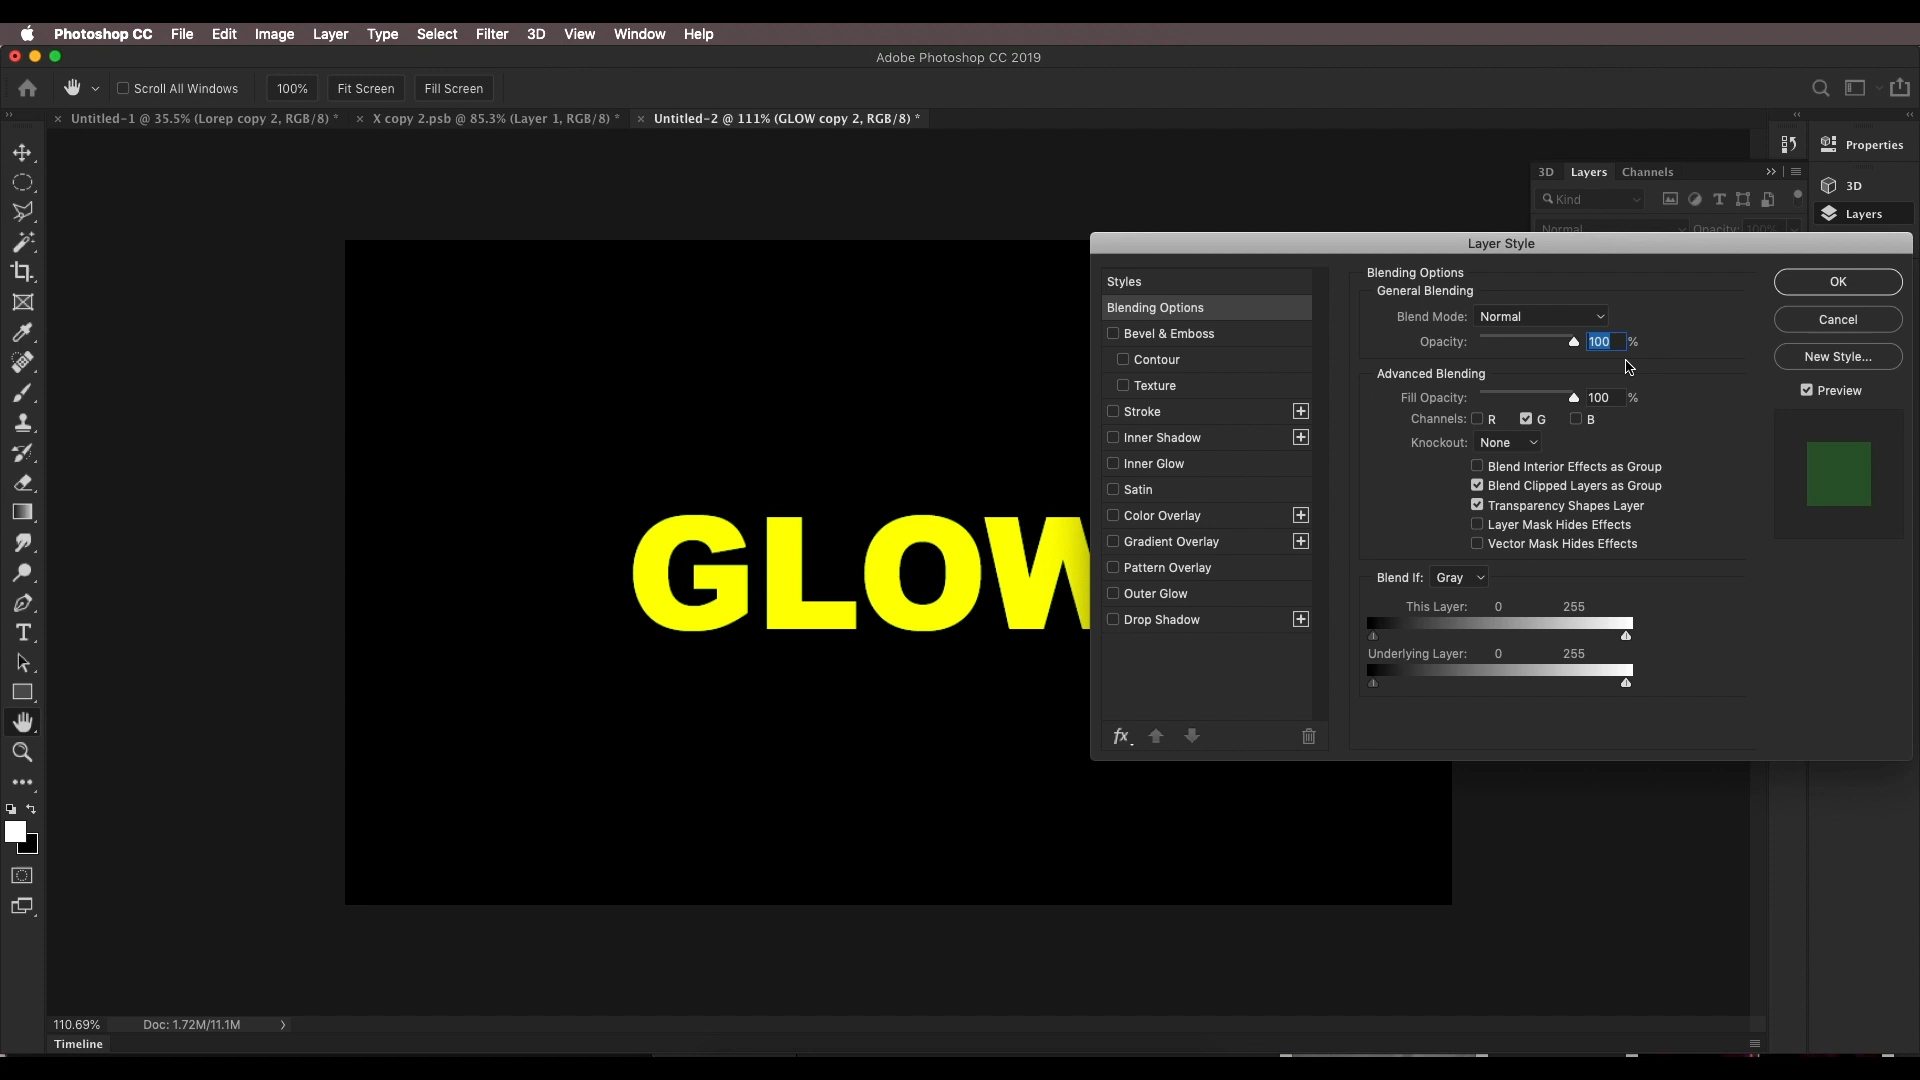 Photoshop CC File Edit Image Layer Type Select Filter 3D View Window Help
Adobe Photoshop CC 2019
Scroll All Windows 100% Fit Screen Fill Screen
× Untitled-1 @ 35.5% (Lorep copy 2, RGB/8) * × X copy 2.psb @ 85.3% (Layer 1, RGB/8) * × Untitled-2 @ 111% (GLOW copy 2, RGB/8) *
Properties
3D Layers Channels
3D
Kind
Layers
Normal Opacity: 100%
Layer Style
Styles
Blending Options
Bevel & Emboss
Contour
Texture
Stroke
Inner Shadow
Inner Glow
Satin
Color Overlay
Gradient Overlay
Pattern Overlay
Outer Glow
Drop Shadow
fx
Blending Options
General Blending
Blend Mode: Normal
Opacity: 100 %
Advanced Blending
Fill Opacity: 100 %
Channels: R G B
Knockout: None
Blend Interior Effects as Group
Blend Clipped Layers as Group
Transparency Shapes Layer
Layer Mask Hides Effects
Vector Mask Hides Effects
Blend If: Gray
This Layer: 0 255
Underlying Layer: 0 255
OK
Cancel
New Style...
Preview
GLOW
110.69% Doc: 1.72M/11.1M
Timeline